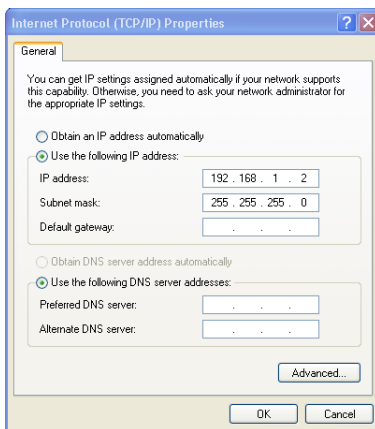 Internet Protocol (TCP/IP) Properties
General
You can get IP settings assigned automatically if your network supports
this capability. Otherwise, you need to ask your network administrator for
the appropriate IP settings.
Obtain an IP address automatically
Use the following IP address:
IP address: 192 . 168 . 1 . 2
Subnet mask: 255 . 255 . 255 . 0
Default gateway: . . .
Obtain DNS server address automatically
Use the following DNS server addresses:
Preferred DNS server: . . .
Alternate DNS server: . . .
Advanced...
OK Cancel